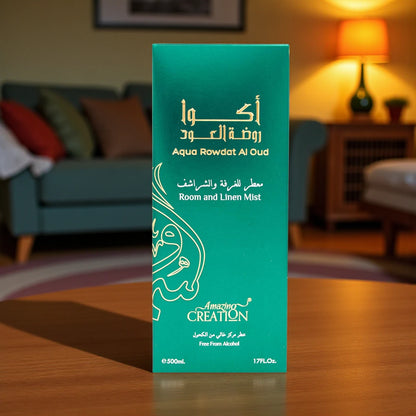 أكوا
روضة العود
Aqua Rowdat Al Oud
معطر للغرفة والشراشف
Room and Linen Mist
Amazing
CREATION
عطر مركز خالي من الكحول
Free From Alcohol
℮500mL 17FL.Oz.